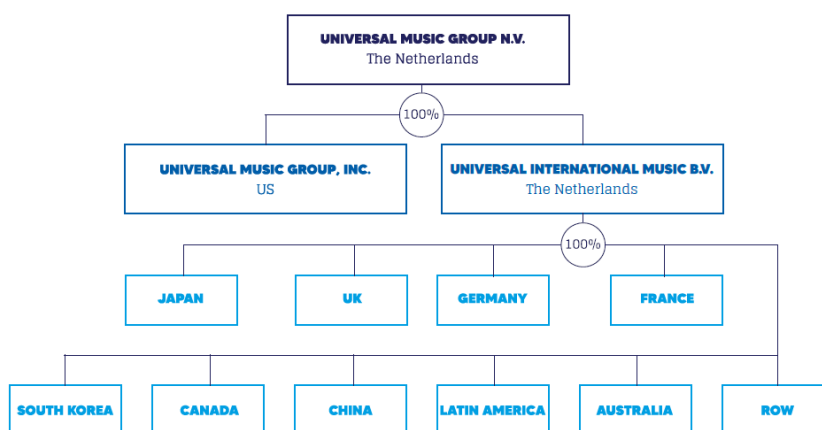 UNIVERSAL MUSIC GROUP N.V.
The Netherlands
100%
UNIVERSAL MUSIC GROUP, INC.
US
UNIVERSAL INTERNATIONAL MUSIC B.V.
The Netherlands
100%
JAPAN
UK
GERMANY
FRANCE
SOUTH KOREA
CANADA
CHINA
LATIN AMERICA
AUSTRALIA
ROW